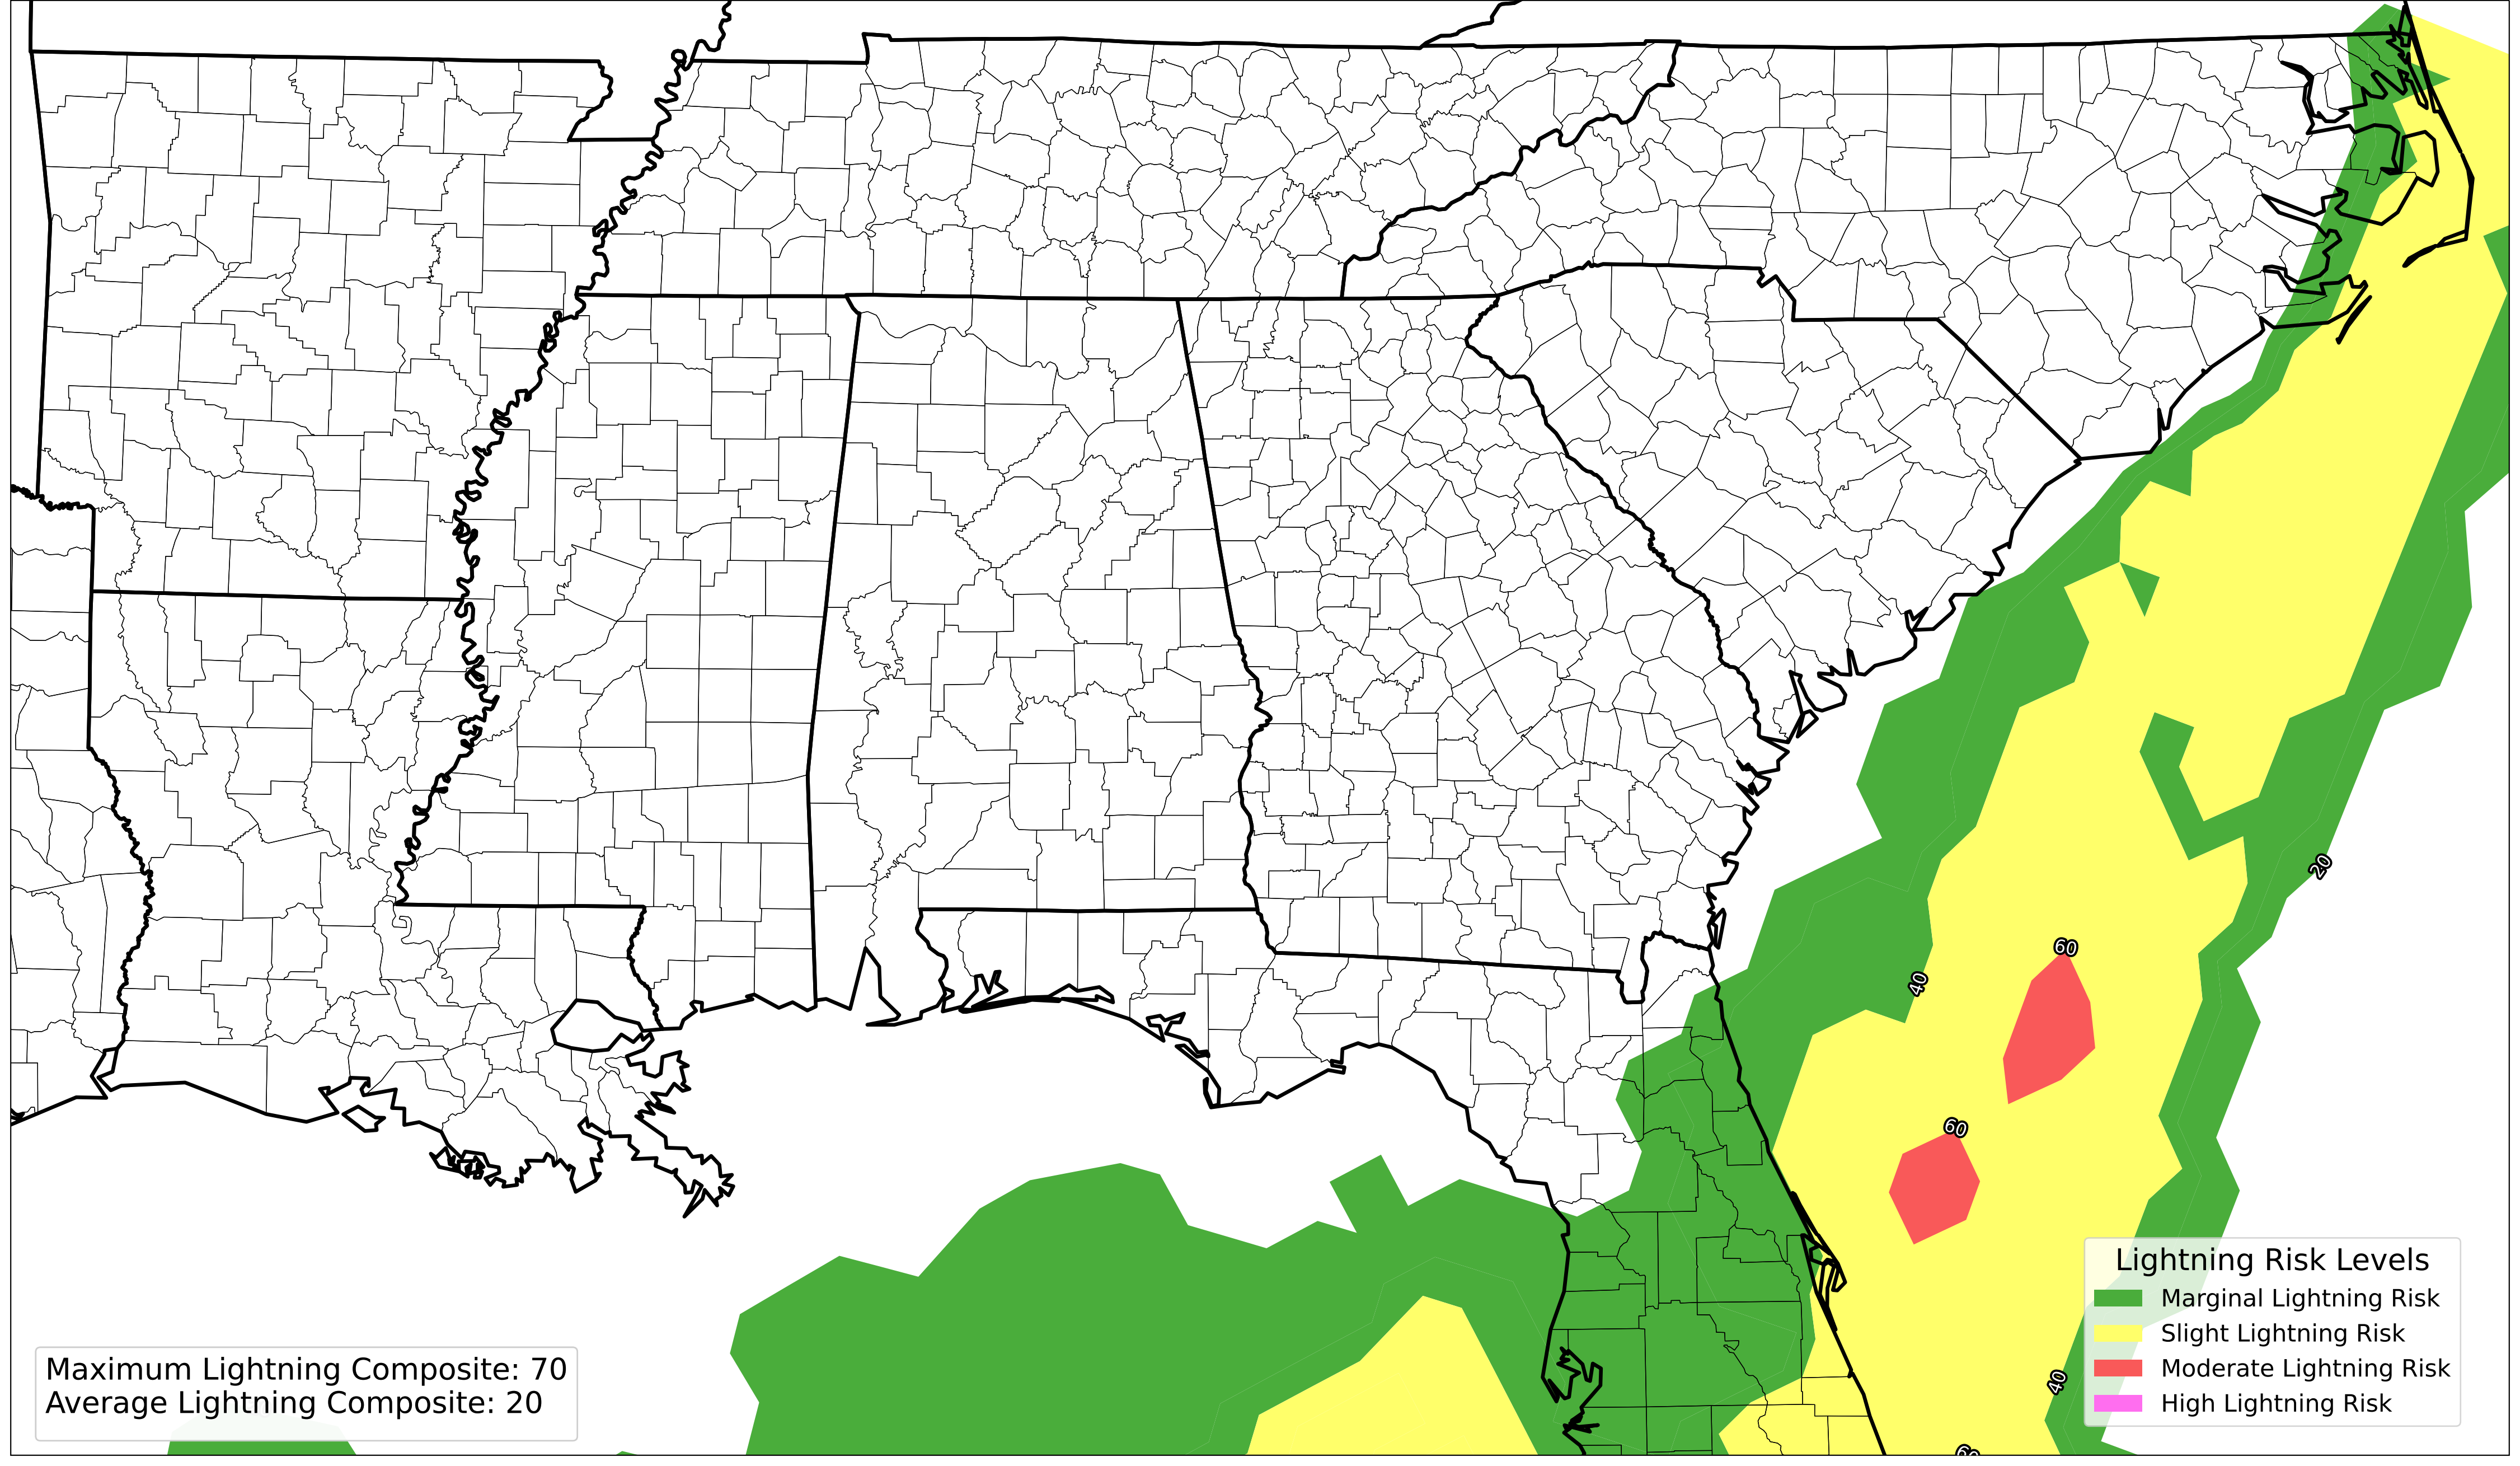 20
60
40
60
Lightning Risk Levels
Marginal Lightning Risk
Slight Lightning Risk
Moderate Lightning Risk
High Lightning Risk
Maximum Lightning Composite: 70
Average Lightning Composite: 20
40
60